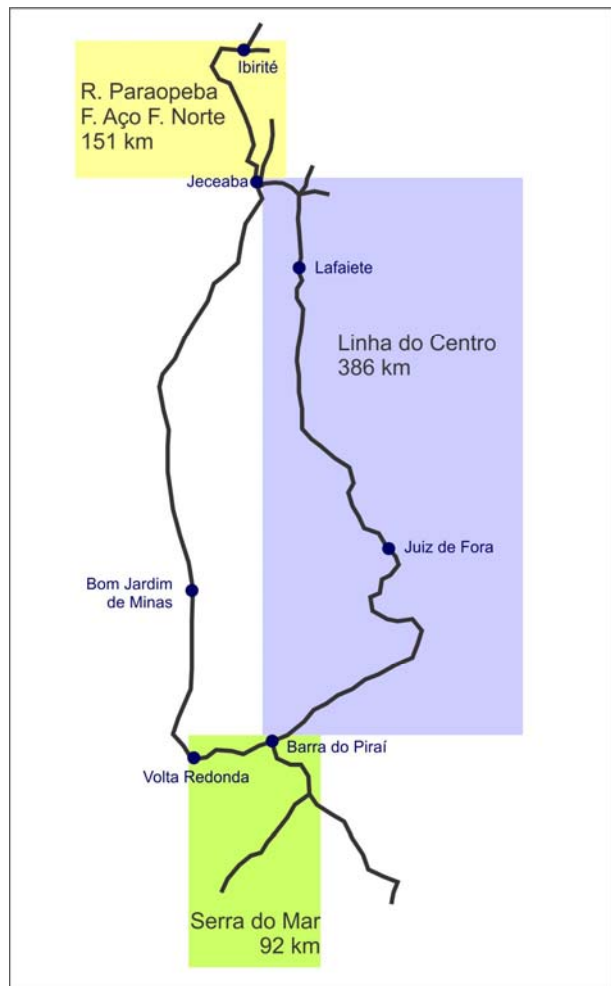 Ibirité
R. Paraopeba
F. Aço F. Norte
151 km
Jeceaba
Lafaiete
Linha do Centro
386 km
Juiz de Fora
Bom Jardim
de Minas
Barra do Piraí
Volta Redonda
Serra do Mar
92 km